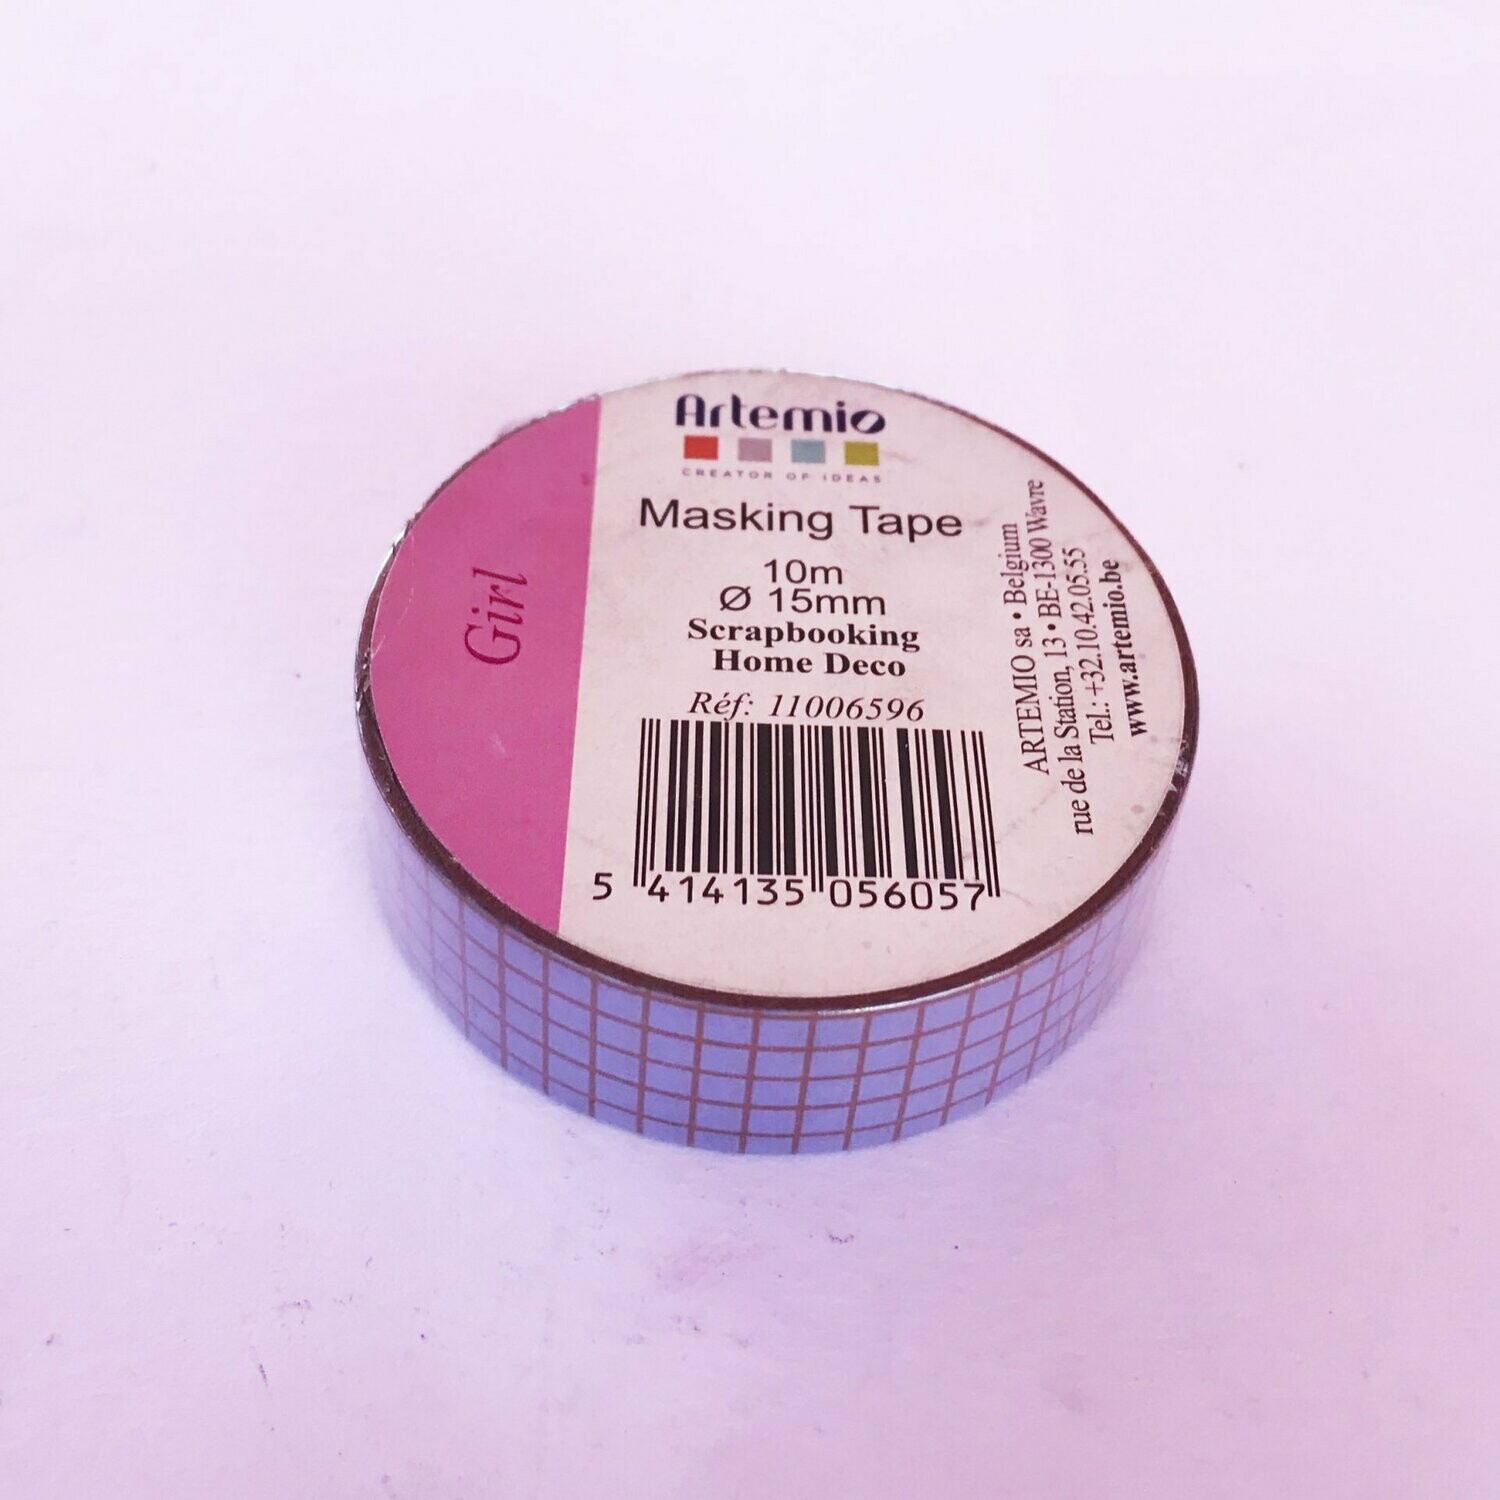 Artemio
CREATOR OF IDEAS
Masking Tape
10m
Ø 15mm
Scrapbooking
Home Deco
Réf: 11006596
5 414135 056057
Girl
ARTEMIO sa • Belgium
rue de la Station, 13 • BE-1300 Wavre
Tel.: +32.10.42.05.55
www.artemio.be